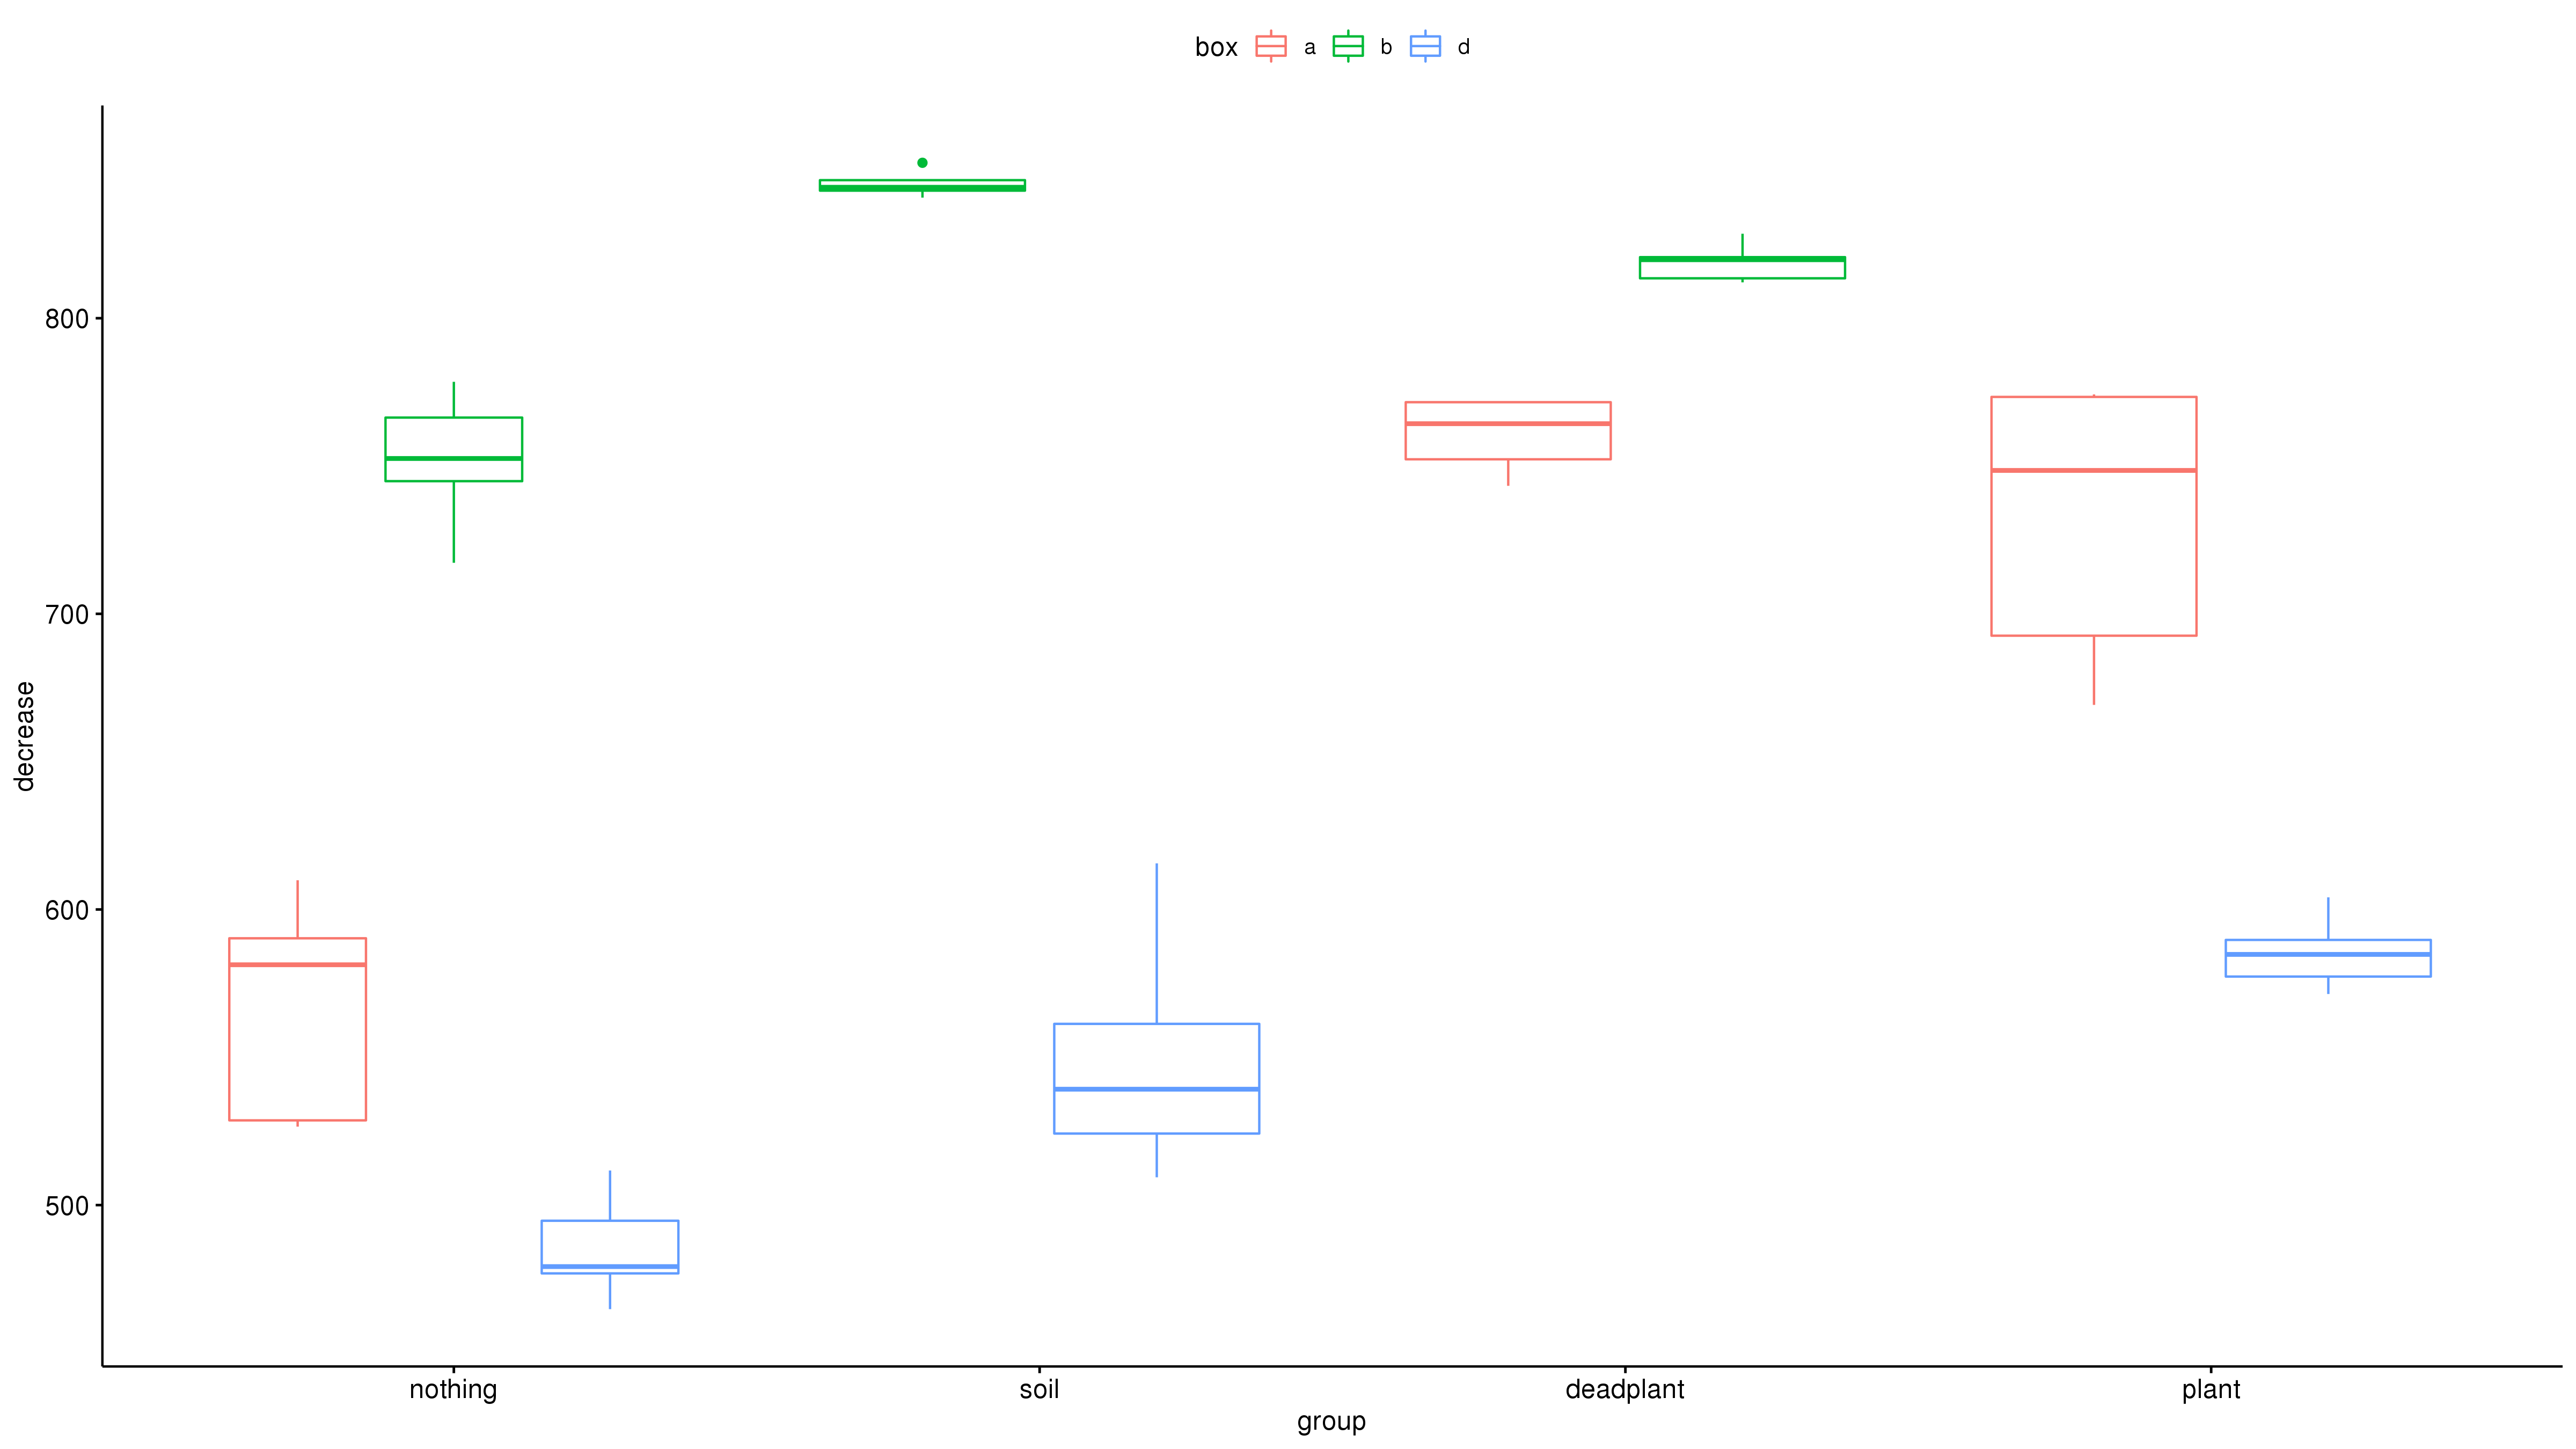 box a b d
800
700
600
500
decrease
nothing soil deadplant plant
group